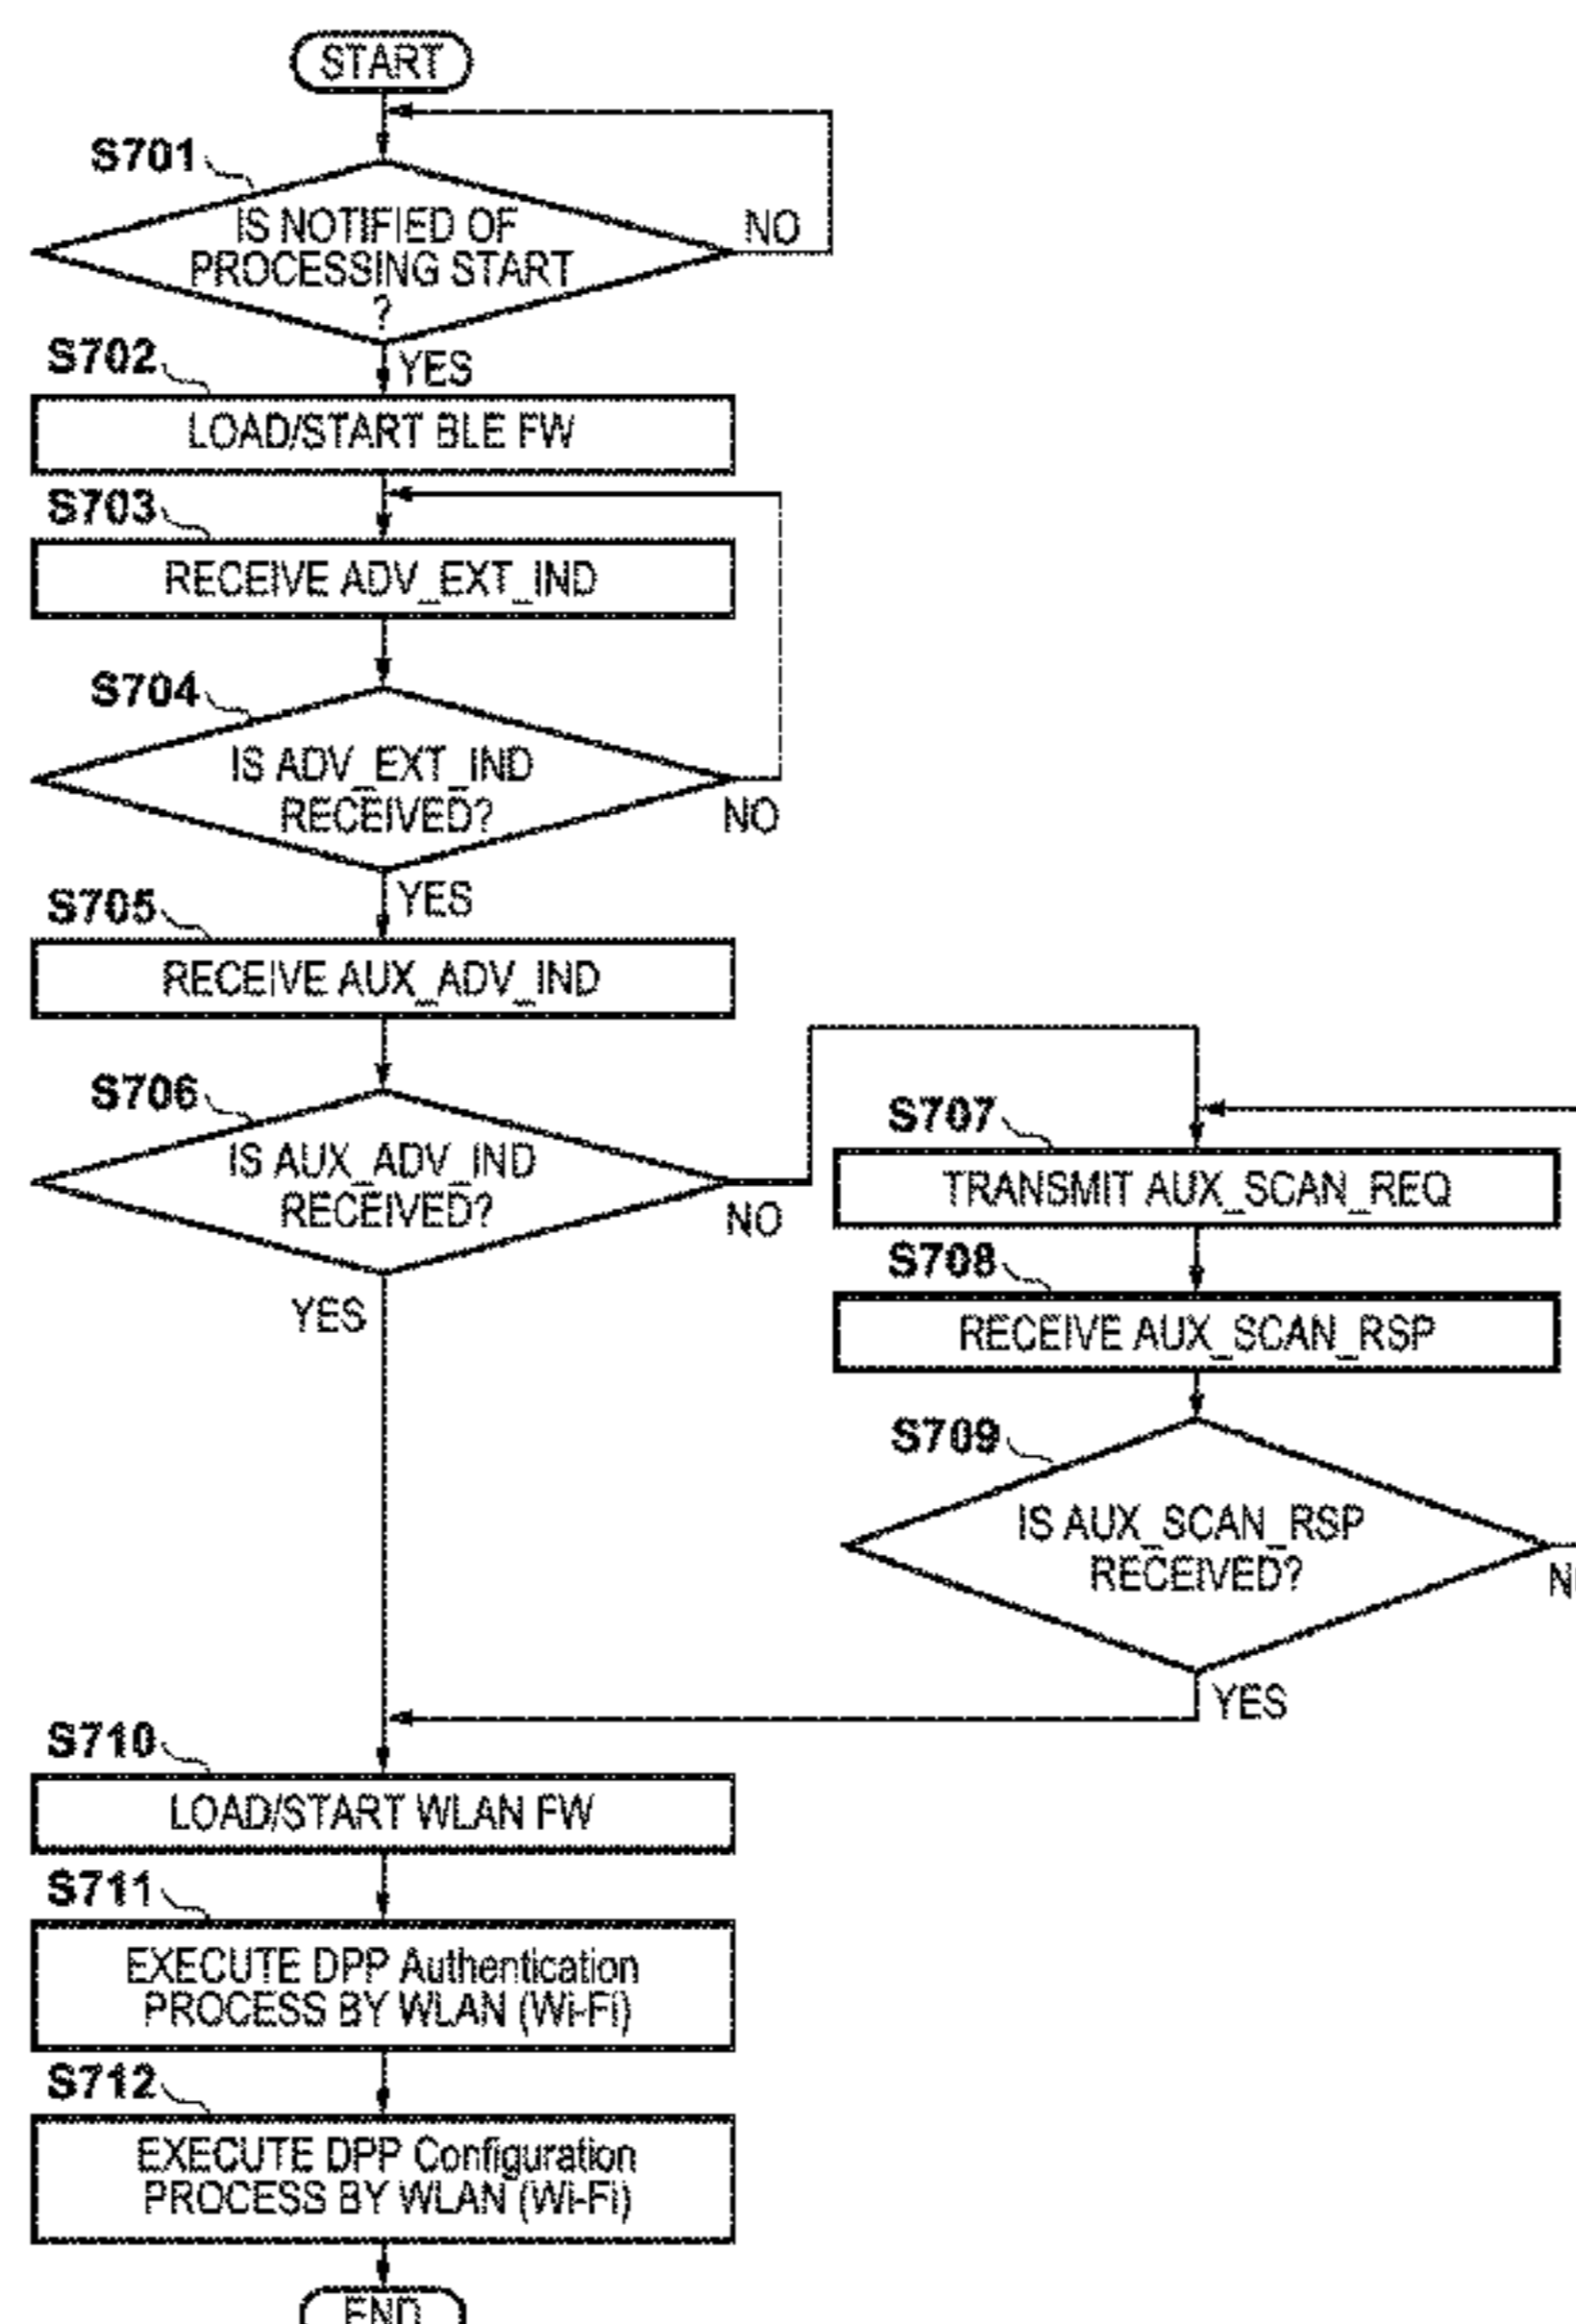 START
S701
IS NOTIFIED OF
PROCESSING START
?
NO
YES
S702
LOAD/START BLE FW
S703
RECEIVE ADV_EXT_IND
S704
IS ADV_EXT_IND
RECEIVED?
NO
YES
S705
RECEIVE AUX_ADV_IND
S706
IS AUX_ADV_IND
RECEIVED?
NO
YES
S707
TRANSMIT AUX_SCAN_REQ
S708
RECEIVE AUX_SCAN_RSP
S709
IS AUX_SCAN_RSP
RECEIVED?
YES
S710
LOAD/START WLAN FW
S711
EXECUTE DPP Authentication
PROCESS BY WLAN (Wi-Fi)
S712
EXECUTE DPP Configuration
PROCESS BY WLAN (Wi-Fi)
END